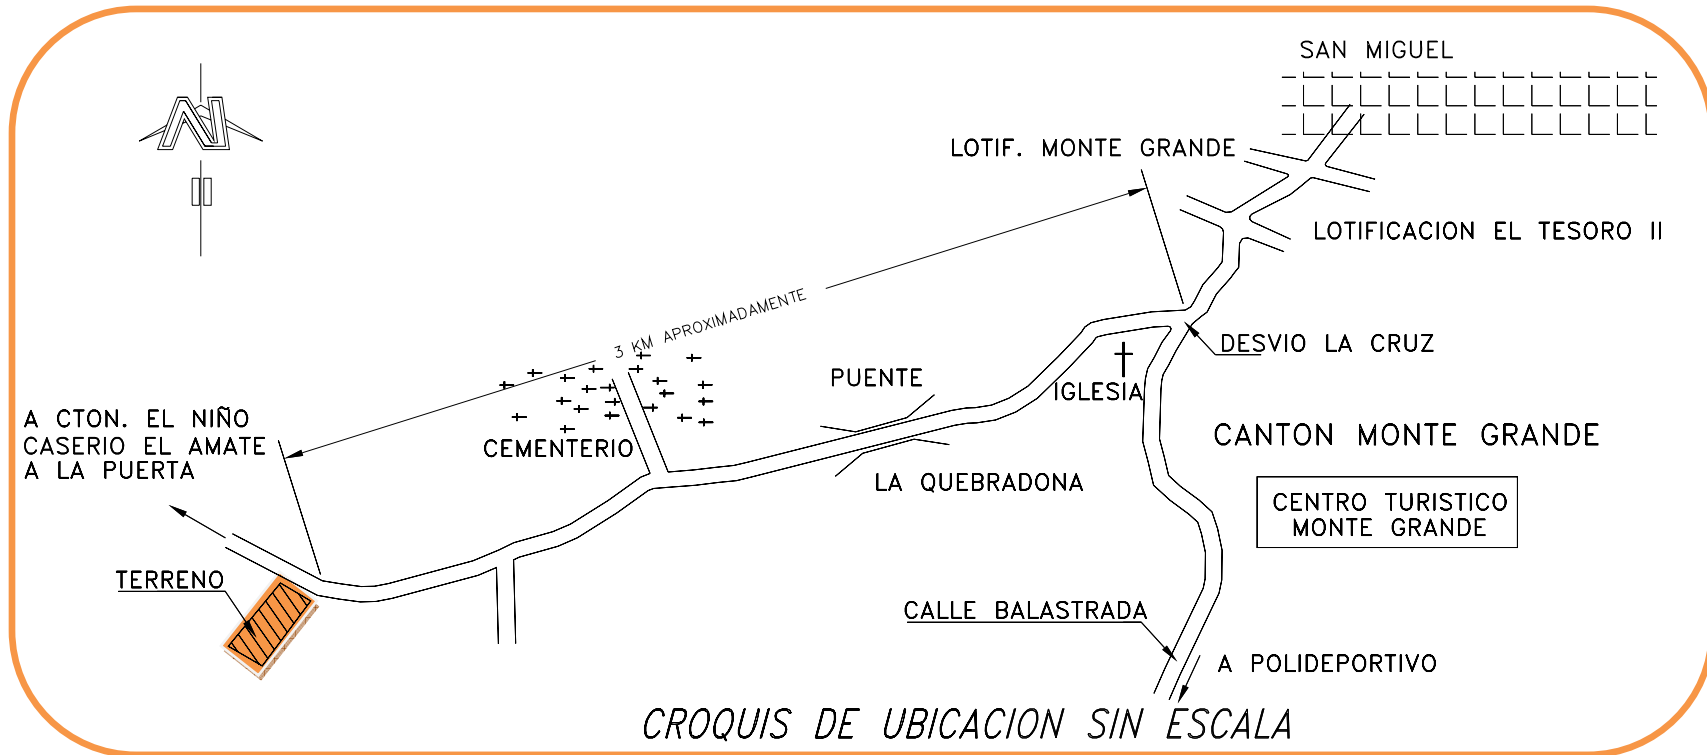 SAN MIGUEL
LOTIF. MONTE GRANDE
LOTIFICACION EL TESORO II
3 KM APROXIMADAMENTE
DESVIO LA CRUZ
PUENTE
IGLESIA
A CTON. EL NIÑO
CASERIO EL AMATE
A LA PUERTA
CEMENTERIO
CANTON MONTE GRANDE
LA QUEBRADONA
CENTRO TURISTICO
MONTE GRANDE
TERRENO
CALLE BALASTRADA
A POLIDEPORTIVO
CROQUIS DE UBICACION SIN ESCALA
N